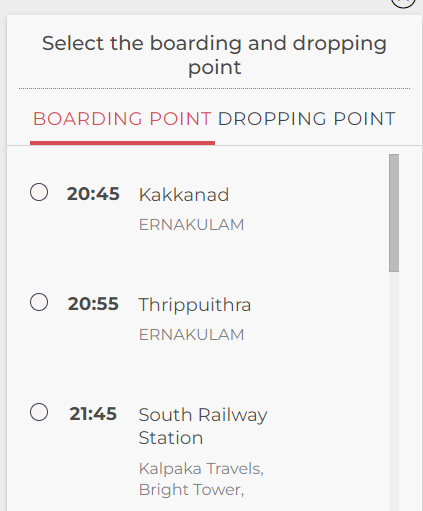 Select the boarding and dropping
point
BOARDING POINT DROPPING POINT
20:45 Kakkanad
ERNAKULAM
20:55 Thrippuithra
ERNAKULAM
21:45 South Railway
Station
Kalpaka Travels,
Bright Tower,